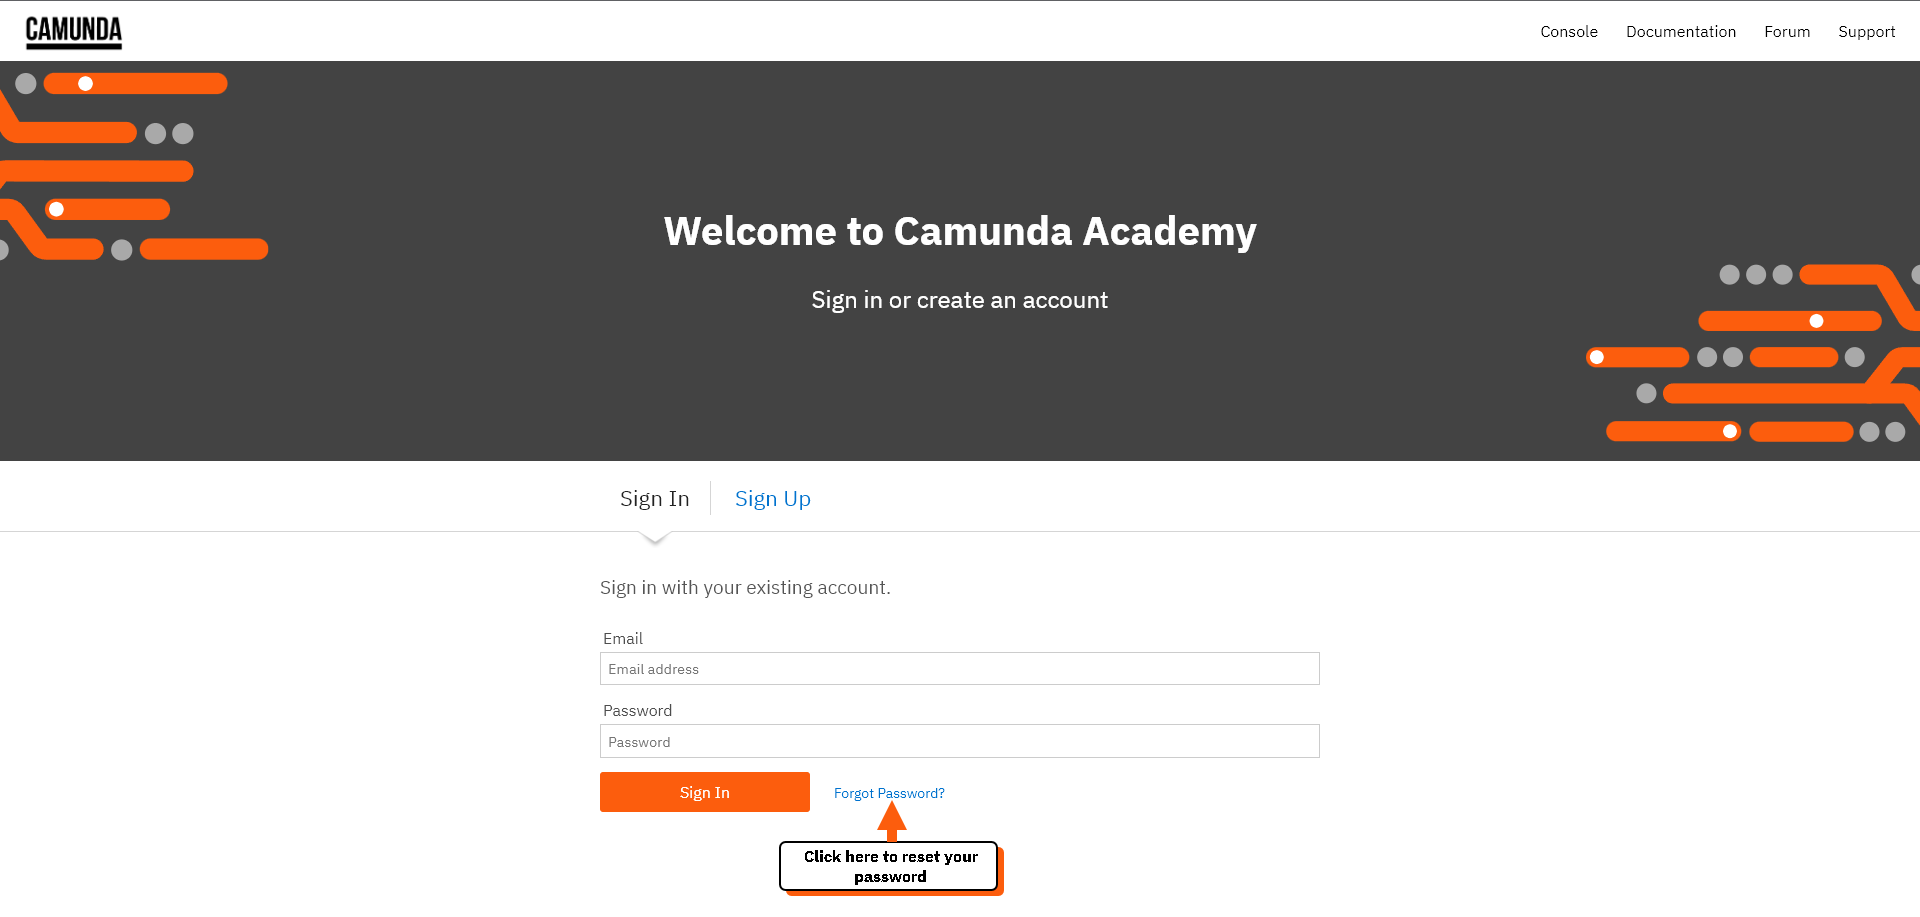 CAMUNDA
Console Documentation Forum Support
Welcome to Camunda Academy
Sign in or create an account
Sign In Sign Up
Sign in with your existing account.
Email
Email address
Password
Password
Sign In Forgot Password?
Click here to reset your
password